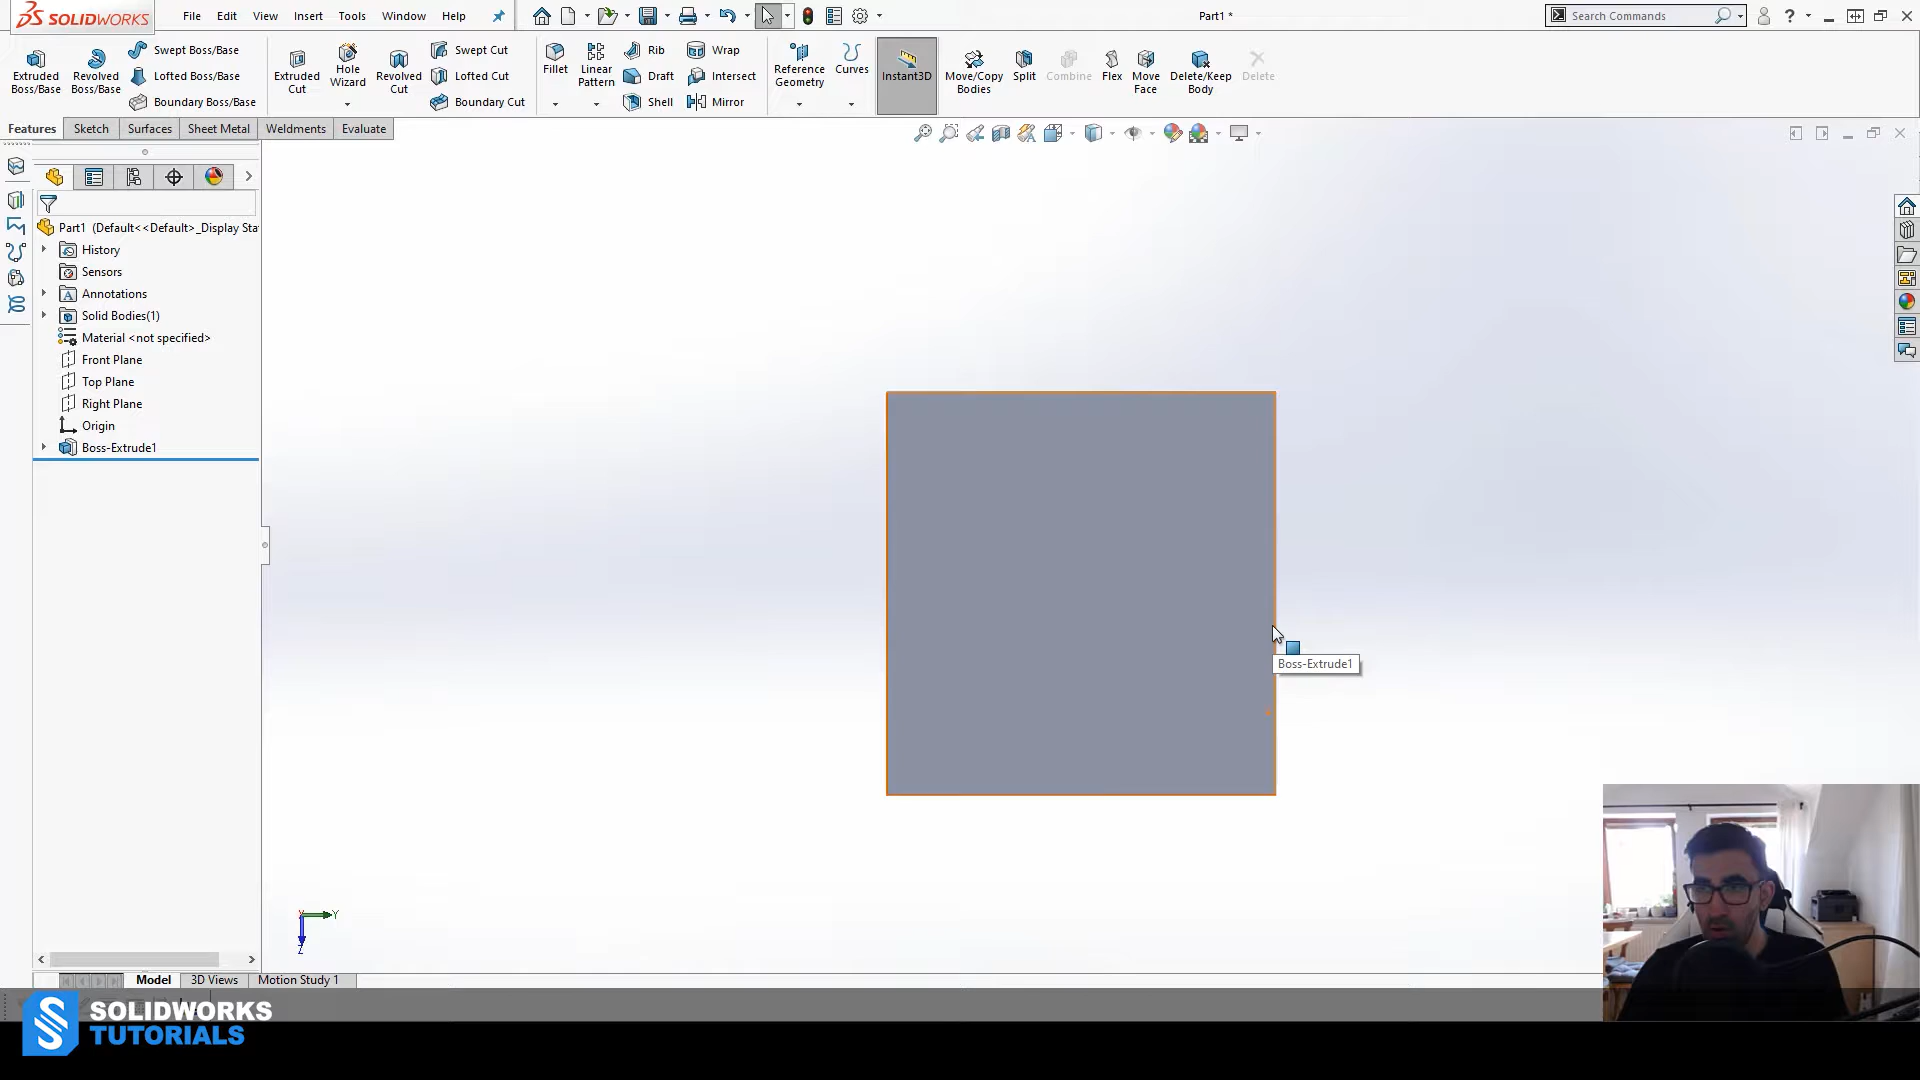 SOLIDWORKS
File Edit View Insert Tools Window Help
Part1 *
Search Commands
Extruded Boss/Base
Revolved Boss/Base
Swept Boss/Base
Lofted Boss/Base
Boundary Boss/Base
Extruded Cut
Hole Wizard
Revolved Cut
Swept Cut
Lofted Cut
Boundary Cut
Fillet
Linear Pattern
Rib
Draft
Shell
Wrap
Intersect
Mirror
Reference Geometry
Curves
Instant3D
Move/Copy Bodies
Split
Combine
Flex
Move Face
Delete/Keep Body
Delete
Features Sketch Surfaces Sheet Metal Weldments Evaluate
Part1 (Default<<Default>_Display Sta
History
Sensors
Annotations
Solid Bodies(1)
Material <not specified>
Front Plane
Top Plane
Right Plane
Origin
Boss-Extrude1
Boss-Extrude1
Y
Z
Model 3D Views Motion Study 1
SOLIDWORKS
TUTORIALS